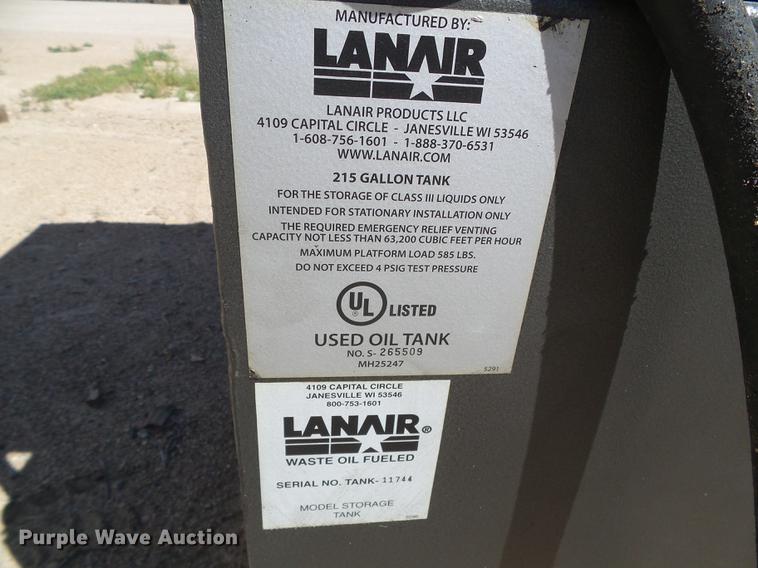 MANUFACTURED BY:
LANAIR
LANAIR PRODUCTS LLC
4109 CAPITAL CIRCLE - JANESVILLE WI 53546
1-608-756-1601 - 1-888-370-6531
WWW.LANAIR.COM
215 GALLON TANK
FOR THE STORAGE OF CLASS III LIQUIDS ONLY
INTENDED FOR STATIONARY INSTALLATION ONLY
THE REQUIRED EMERGENCY RELIEF VENTING
CAPACITY NOT LESS THAN 63,200 CUBIC FEET PER HOUR
MAXIMUM PLATFORM LOAD 585 LBS.
DO NOT EXCEED 4 PSIG TEST PRESSURE
UL ® LISTED
USED OIL TANK
NO. S- 265509
MH25247
5291
4109 CAPITAL CIRCLE
JANESVILLE WI 53546
800-753-1601
LANAIR®
WASTE OIL FUELED
SERIAL NO. TANK- 11744
MODEL STORAGE
TANK
Purple Wave Auction